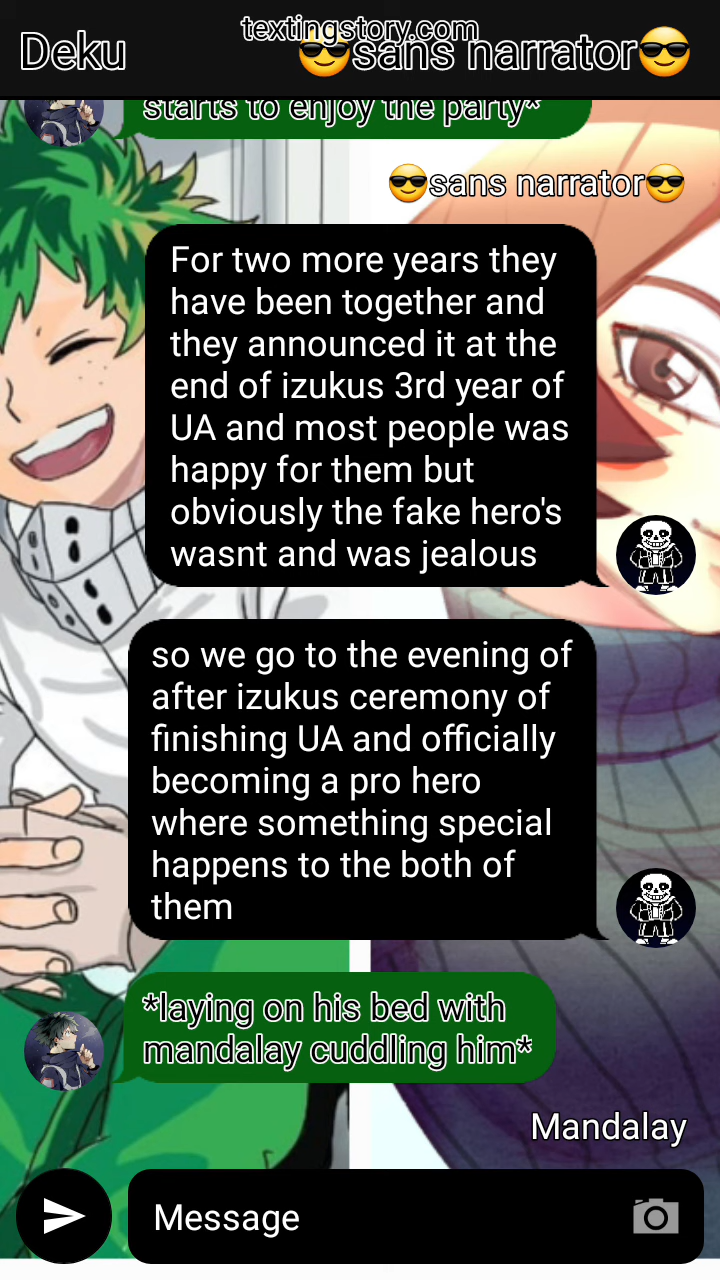 textingstory.com
Deku
😎sans narrator😎
starts to enjoy the party*
😎sans narrator😎
For two more years they
have been together and
they announced it at the
end of izukus 3rd year of
UA and most people was
happy for them but
obviously the fake hero's
wasnt and was jealous
so we go to the evening of
after izukus ceremony of
finishing UA and officially
becoming a pro hero
where something special
happens to the both of
them
*laying on his bed with
mandalay cuddling him*
Mandalay
Message